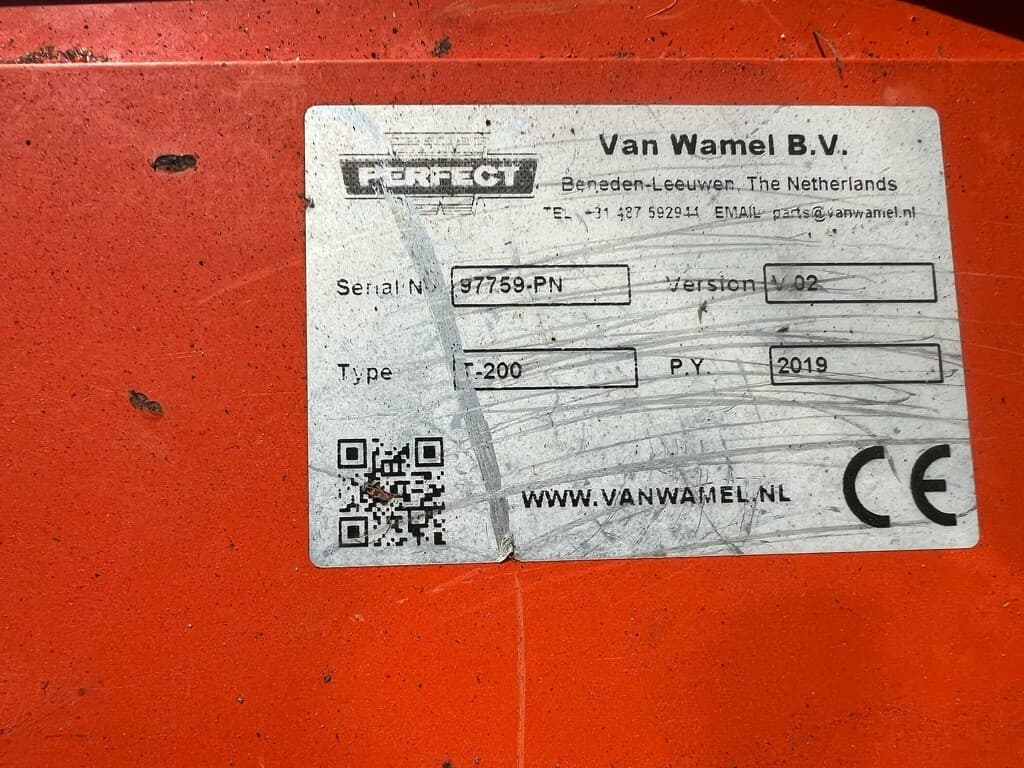 PERFECT
Van Wamel B.V.
Beneden-Leeuwen, The Netherlands
TEL +31 487 592944 EMAIL parts@vanwamel.nl
Serial N° 97759-PN Version V 02
Type T-200 P.Y. 2019
WWW.VANWAMEL.NL
CE